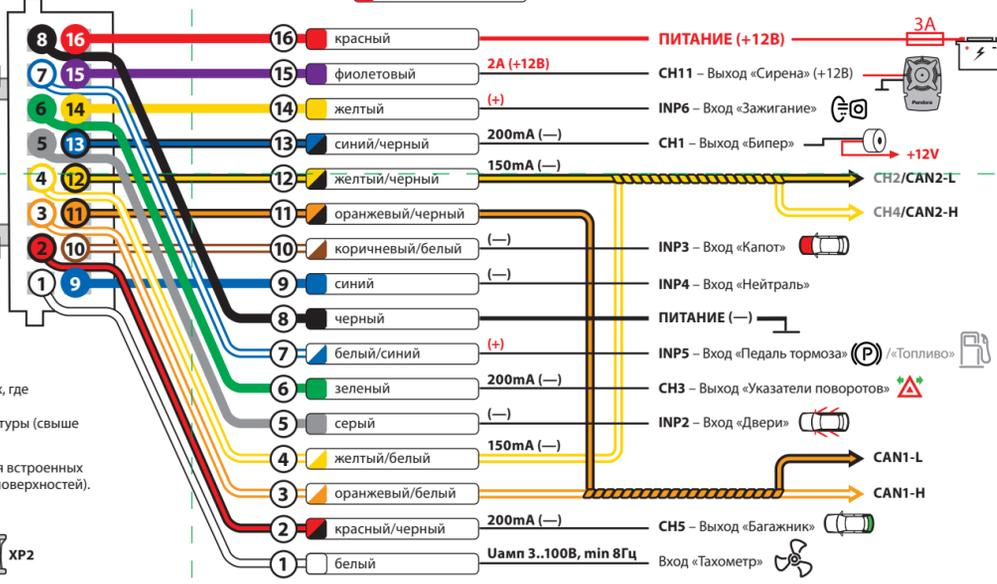 3А
8 16 16 красный ПИТАНИЕ (+12В)
7 15 15 фиолетовый 2А (+12В) CH11 – Выход «Сирена» (+12В)
Pandora
6 14 14 желтый (+) INP6 – Вход «Зажигание»
5 13 13 синий/черный 200mA (—) CH1 – Выход «Бипер»
+12V
4 12 12 желтый/черный 150mA (—) CH2/CAN2-L
3 11 11 оранжевый/черный CH4/CAN2-H
2 10 10 коричневый/белый (—) INP3 – Вход «Капот»
1 9 9 синий (—) INP4 – Вход «Нейтраль»
8 черный ПИТАНИЕ (—)
7 белый/синий (+) INP5 – Вход «Педаль тормоза» (P) /«Топливо»
6 зеленый 200mA (—) CH3 – Выход «Указатели поворотов»
х, где
5 серый (—) INP2 – Вход «Двери»
туры (свыше
4 желтый/белый 150mA (—) CAN1-L
я встроенных
оверхностей).
3 оранжевый/белый CAN1-H
2 красный/черный 200mA (—) CH5 – Выход «Багажник»
XP2
1 белый Uамп 3..100В, min 8Гц Вход «Тахометр»